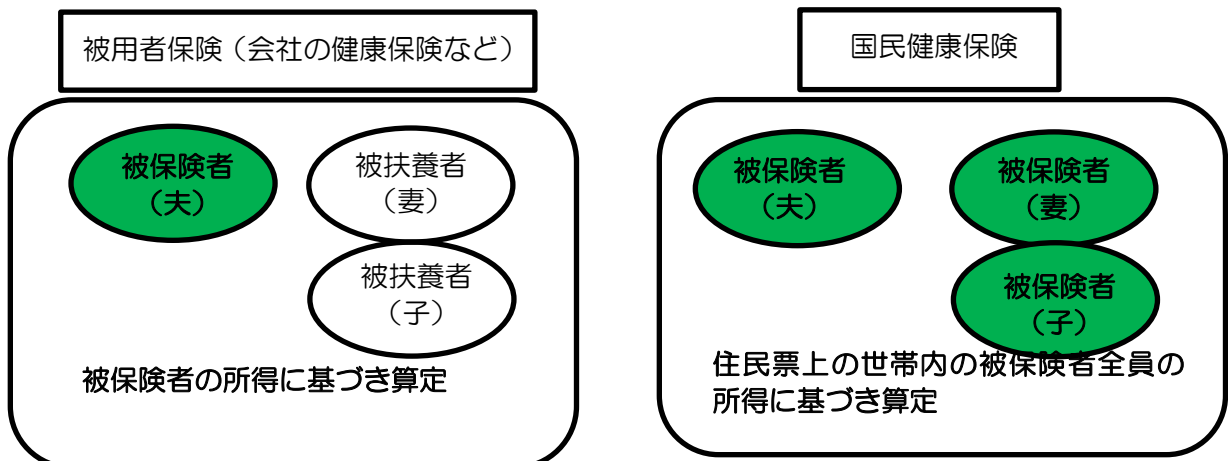 被用者保険（会社の健康保険など）
被保険者
（夫）
被扶養者
（妻）
被扶養者
（子）
被保険者の所得に基づき算定
国民健康保険
被保険者
（夫）
被保険者
（妻）
被保険者
（子）
住民票上の世帯内の被保険者全員の
所得に基づき算定